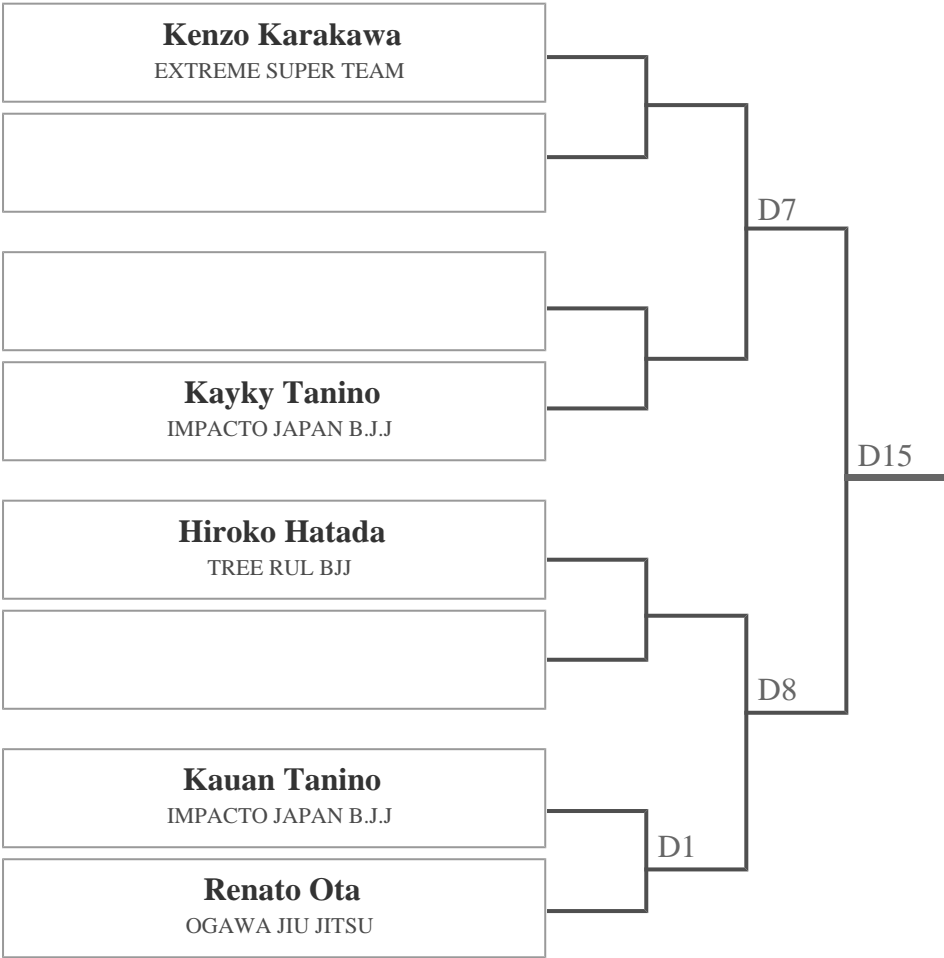 Kenzo Karakawa
EXTREME SUPER TEAM
D7
Kayky Tanino
IMPACTO JAPAN B.J.J
D15
Hiroko Hatada
TREE RUL BJJ
D8
Kauan Tanino
IMPACTO JAPAN B.J.J
D1
Renato Ota
OGAWA JIU JITSU